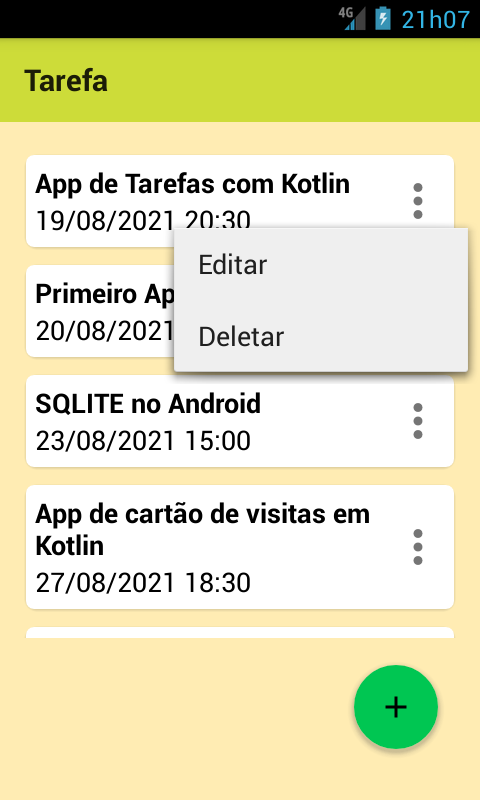 4G
21h07
Tarefa
App de Tarefas com Kotlin
19/08/2021 20:30
Editar
Primeiro Ap
20/08/2021
Deletar
SQLITE no Android
23/08/2021 15:00
App de cartão de visitas em
Kotlin
27/08/2021 18:30
+